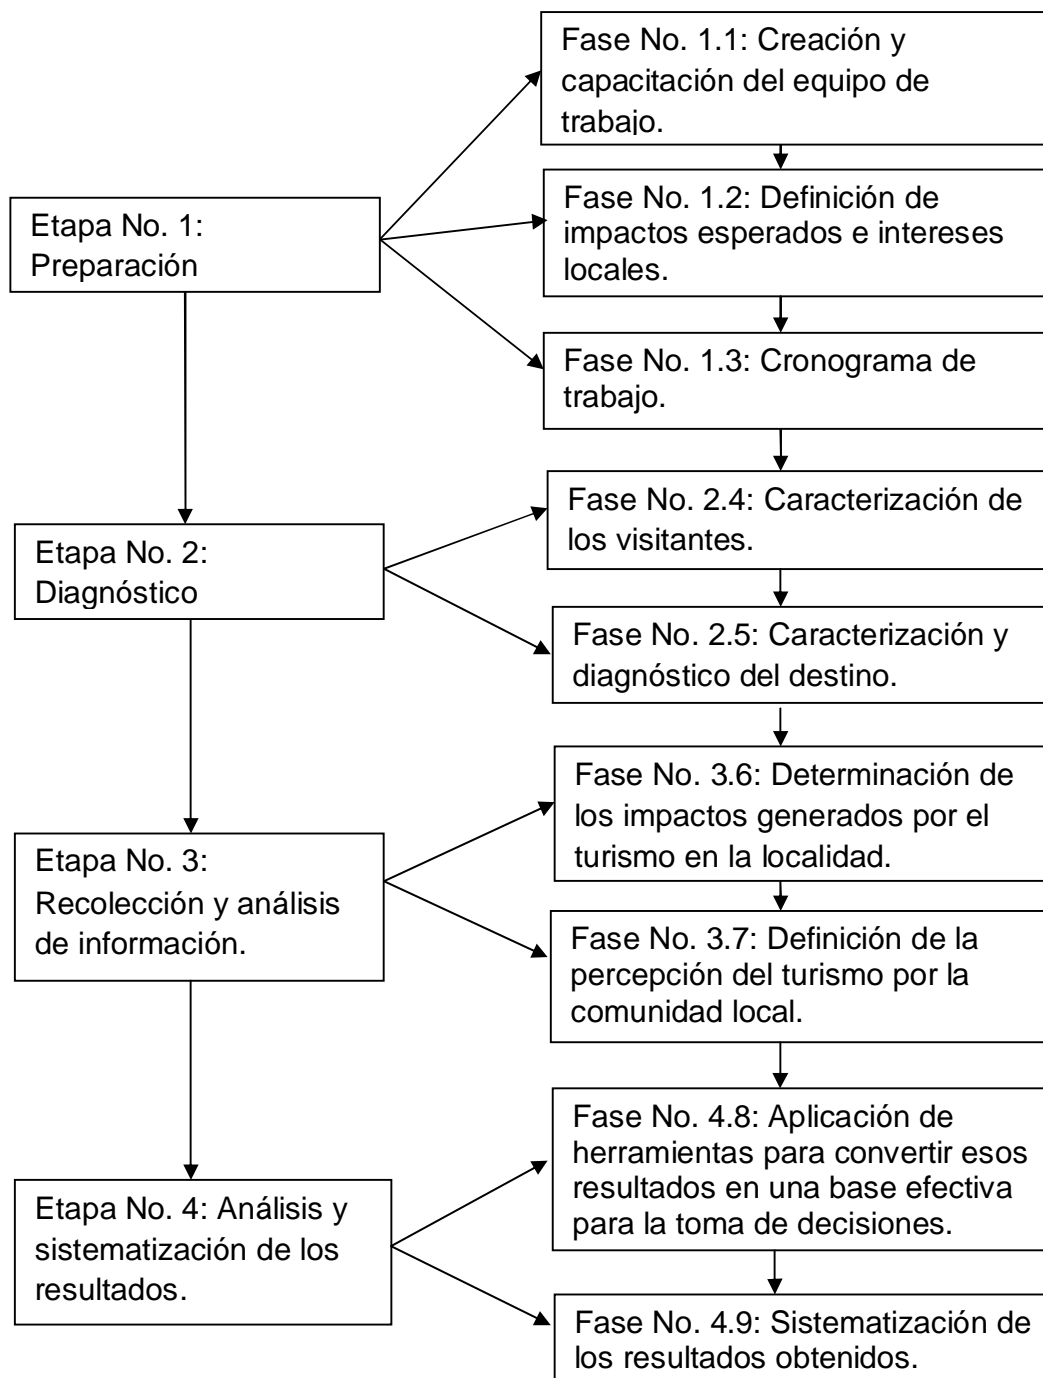 Fase No. 1.1: Creación y
capacitación del equipo de
trabajo.
Etapa No. 1:
Preparación
Fase No. 1.2: Definición de
impactos esperados e intereses
locales.
Fase No. 1.3: Cronograma de
trabajo.
Etapa No. 2:
Diagnóstico
Fase No. 2.4: Caracterización de
los visitantes.
Fase No. 2.5: Caracterización y
diagnóstico del destino.
Etapa No. 3:
Recolección y análisis
de información.
Fase No. 3.6: Determinación de
los impactos generados por el
turismo en la localidad.
Fase No. 3.7: Definición de la
percepción del turismo por la
comunidad local.
Etapa No. 4: Análisis y
sistematización de los
resultados.
Fase No. 4.8: Aplicación de
herramientas para convertir esos
resultados en una base efectiva
para la toma de decisiones.
Fase No. 4.9: Sistematización de
los resultados obtenidos.